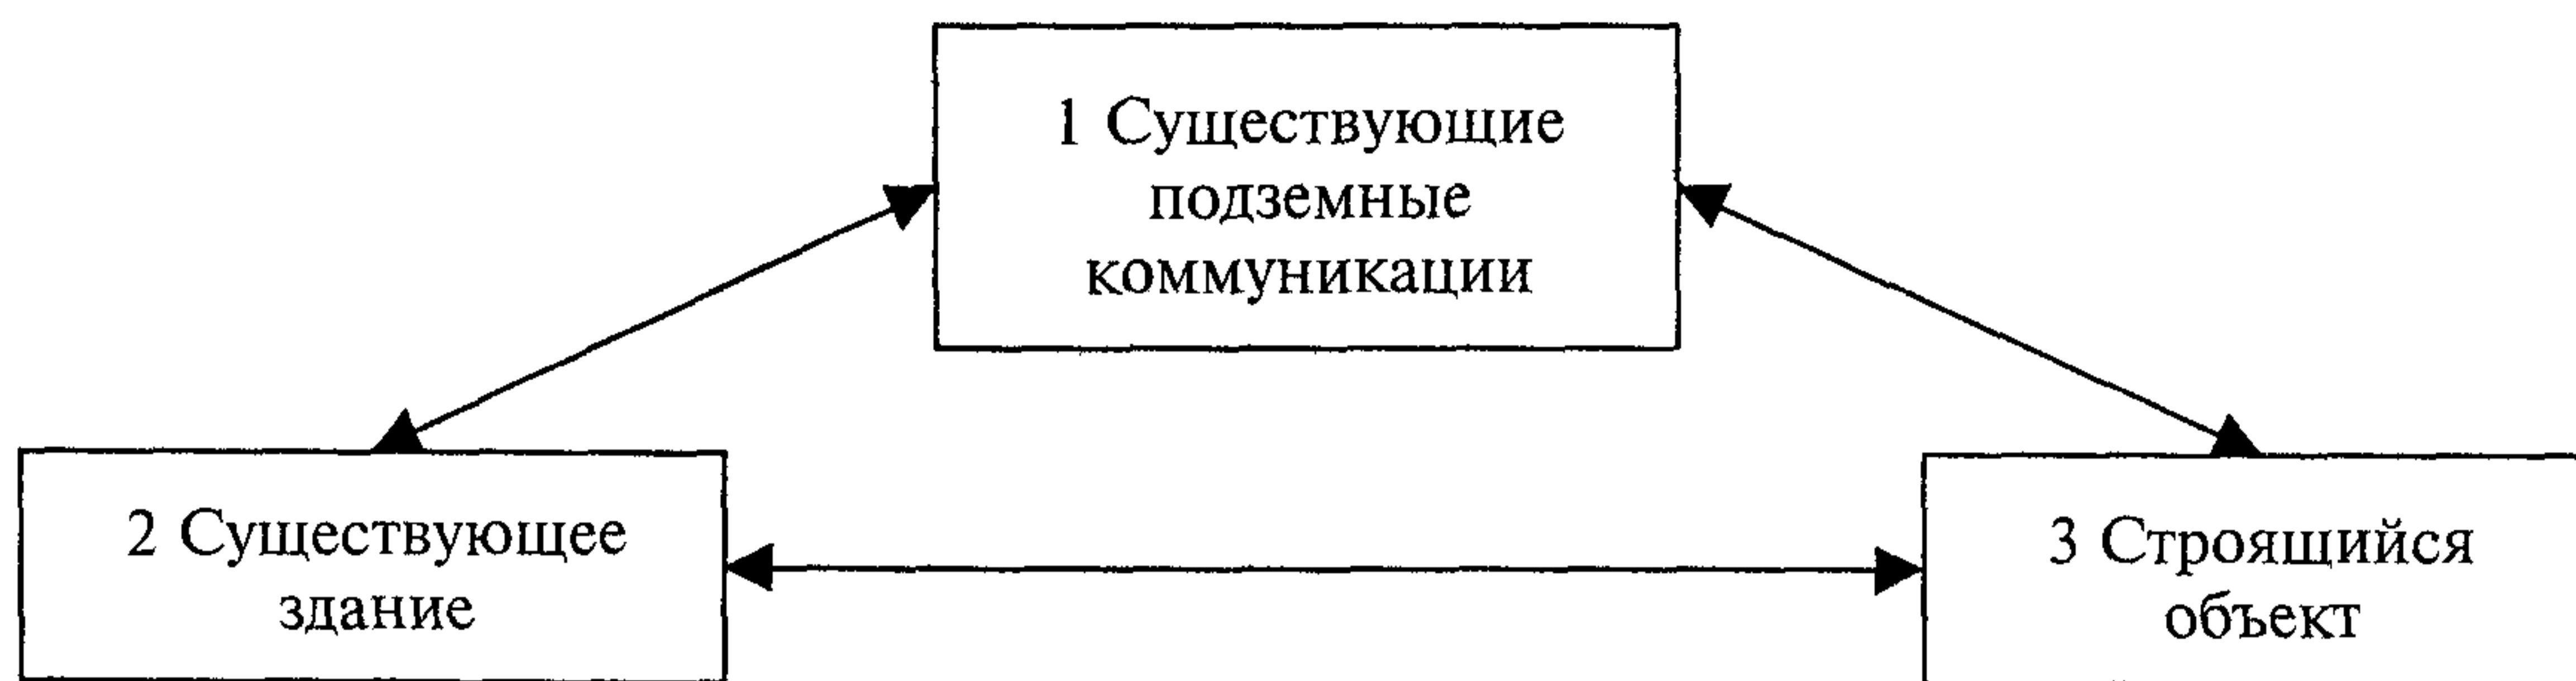 1 Существующие
подземные
коммуникации
2 Существующее
здание
3 Строящийся
объект